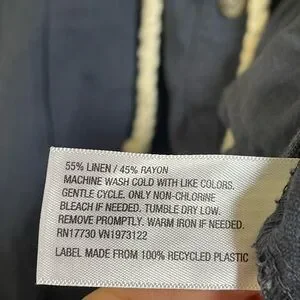 55% LINEN / 45% RAYON
MACHINE WASH COLD WITH LIKE COLORS.
GENTLE CYCLE. ONLY NON-CHLORINE
BLEACH IF NEEDED. TUMBLE DRY LOW.
REMOVE PROMPTLY. WARM IRON IF NEEDED.
RN17730 VN1973122
LABEL MADE FROM 100% RECYCLED PLASTIC